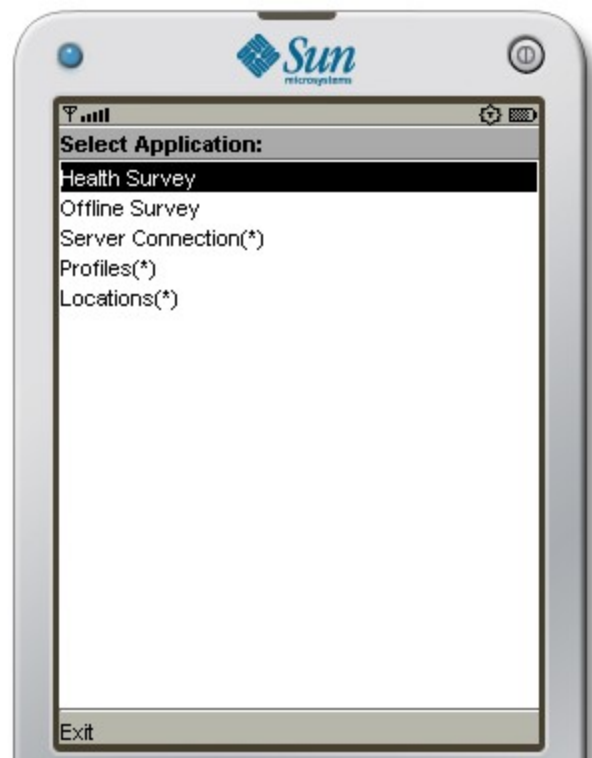 Sun
microsystems
Select Application:
Health Survey
Offline Survey
Server Connection(*)
Profiles(*)
Locations(*)
Exit